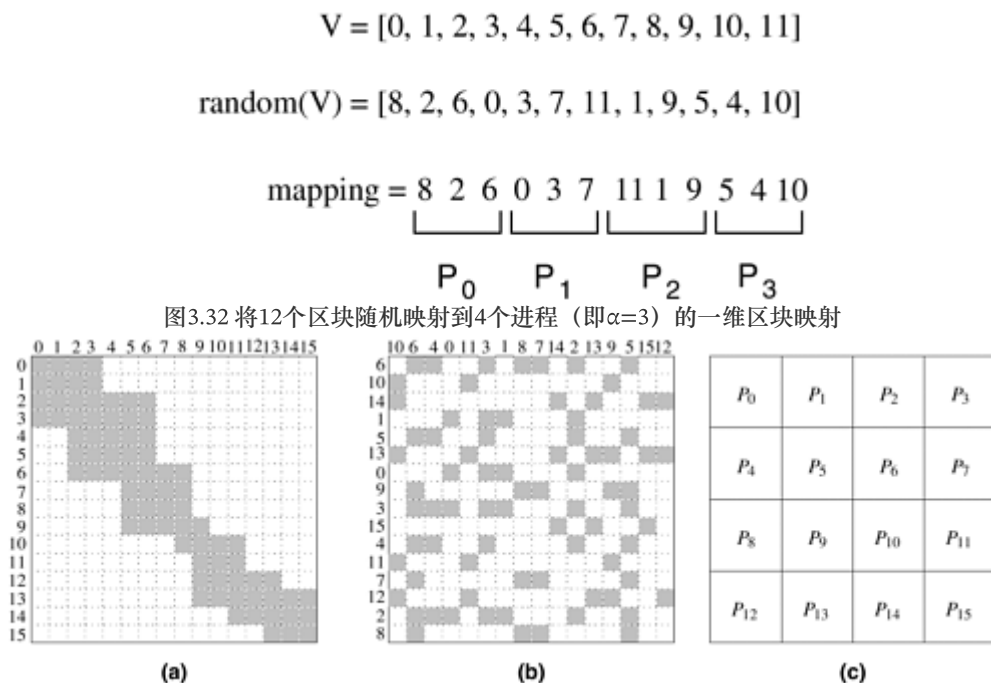 V = [0, 1, 2, 3, 4, 5, 6, 7, 8, 9, 10, 11]
random(V) = [8, 2, 6, 0, 3, 7, 11, 1, 9, 5, 4, 10]
mapping = 8 2 6 0 3 7 11 1 9 5 4 10
P0 P1 P2 P3
图3.32 将12个区块随机映射到4个进程（即α=3）的一维区块映射
0 1 2 3 4 5 6 7 8 9 10 11 12 13 14 15
0
1
2
3
4
5
6
7
8
9
10
11
12
13
14
15
(a)
10 6 4 0 11 3 1 8 7 14 2 13 9 5 15 12
6
10
14
1
5
13
0
9
3
15
4
11
7
12
2
8
(b)
P0 P1 P2 P3
P4 P5 P6 P7
P8 P9 P10 P11
P12 P13 P14 P15
(c)